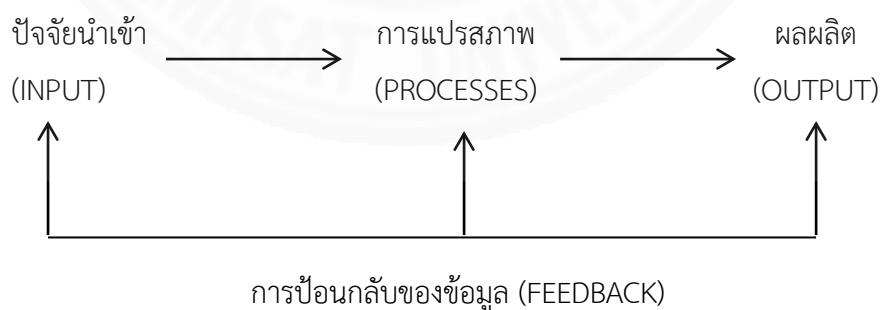 ปัจจัยนำเข้า
(INPUT)
การแปรสภาพ
(PROCESSES)
ผลผลิต
(OUTPUT)
การป้อนกลับของข้อมูล (FEEDBACK)